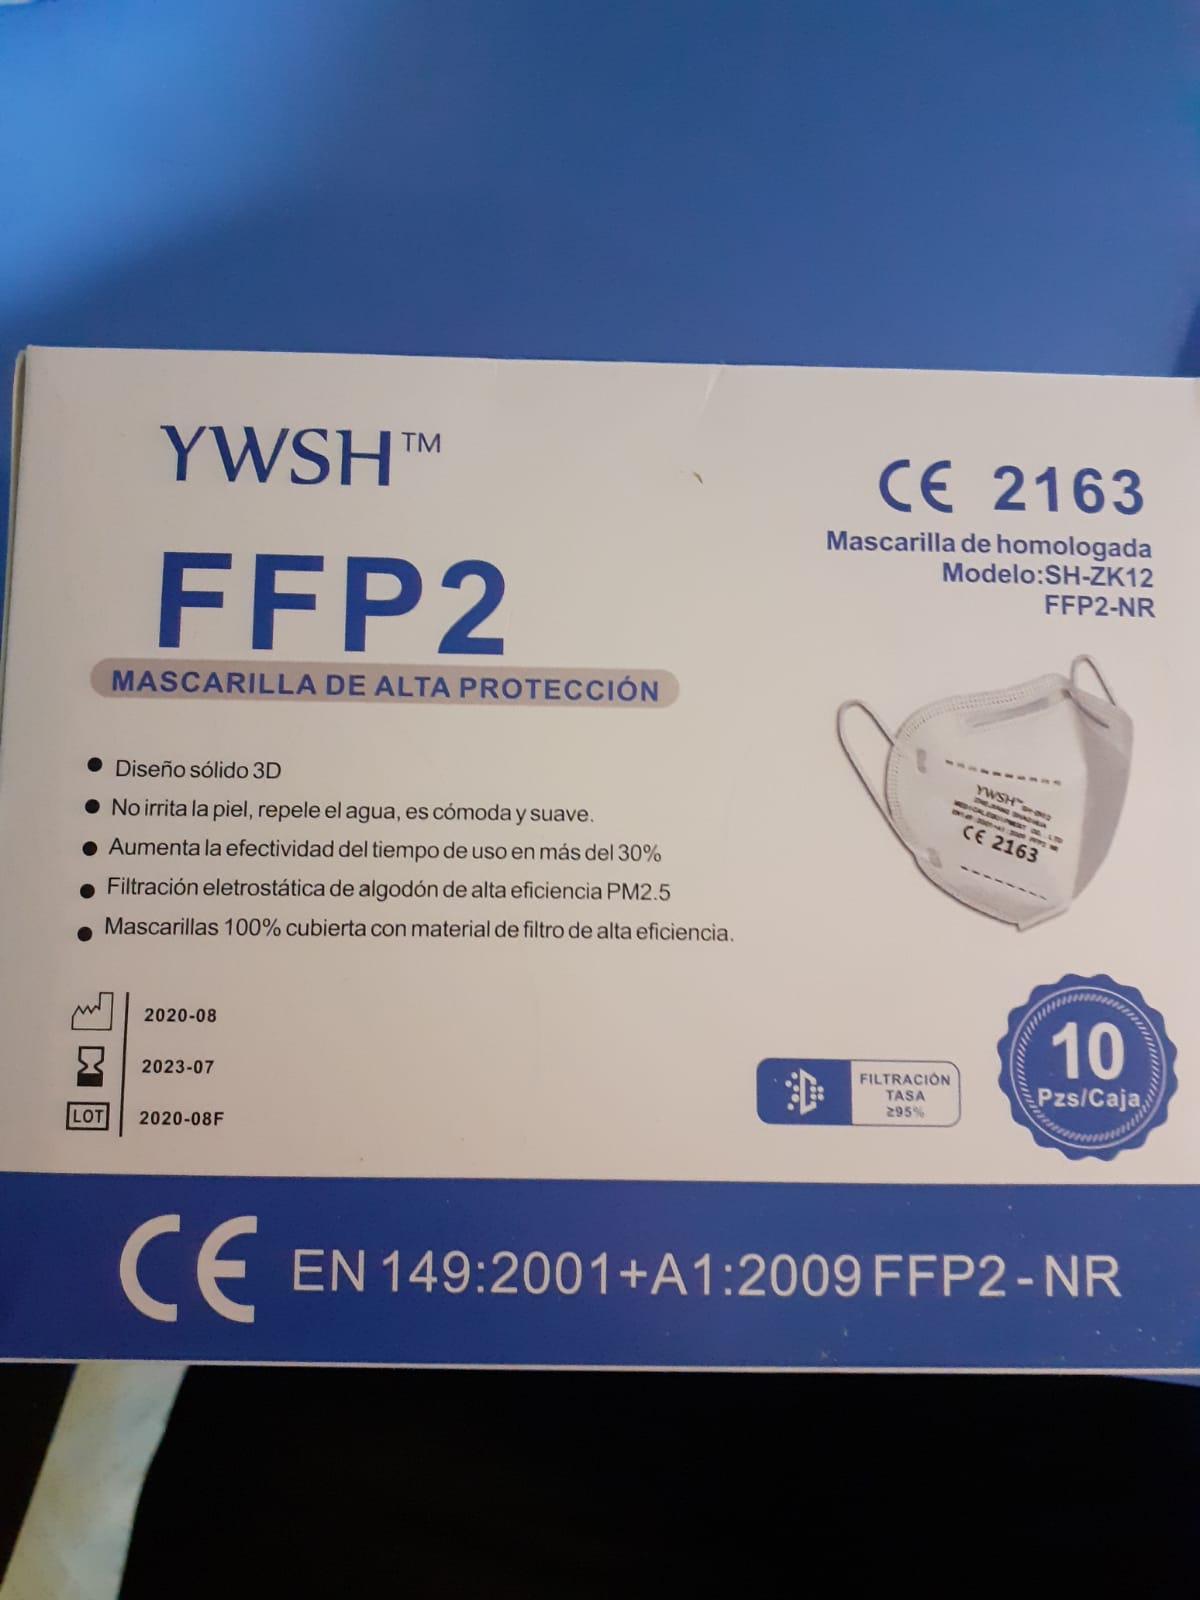 YWSH™
CE 2163
Mascarilla de homologada
Modelo:SH-ZK12
FFP2-NR
FFP2
MASCARILLA DE ALTA PROTECCIÓN
Diseño sólido 3D
No irrita la piel, repele el agua, es cómoda y suave.
Aumenta la efectividad del tiempo de uso en más del 30%
Filtración eletrostática de algodón de alta eficiencia PM2.5
Mascarillas 100% cubierta con material de filtro de alta eficiencia.
YWSH™ SH-ZK12
CE 2163
2020-08
2023-07
LOT 2020-08F
FILTRACIÓN
TASA
≥95%
10
Pzs/Caja
CE EN 149:2001+A1:2009 FFP2-NR